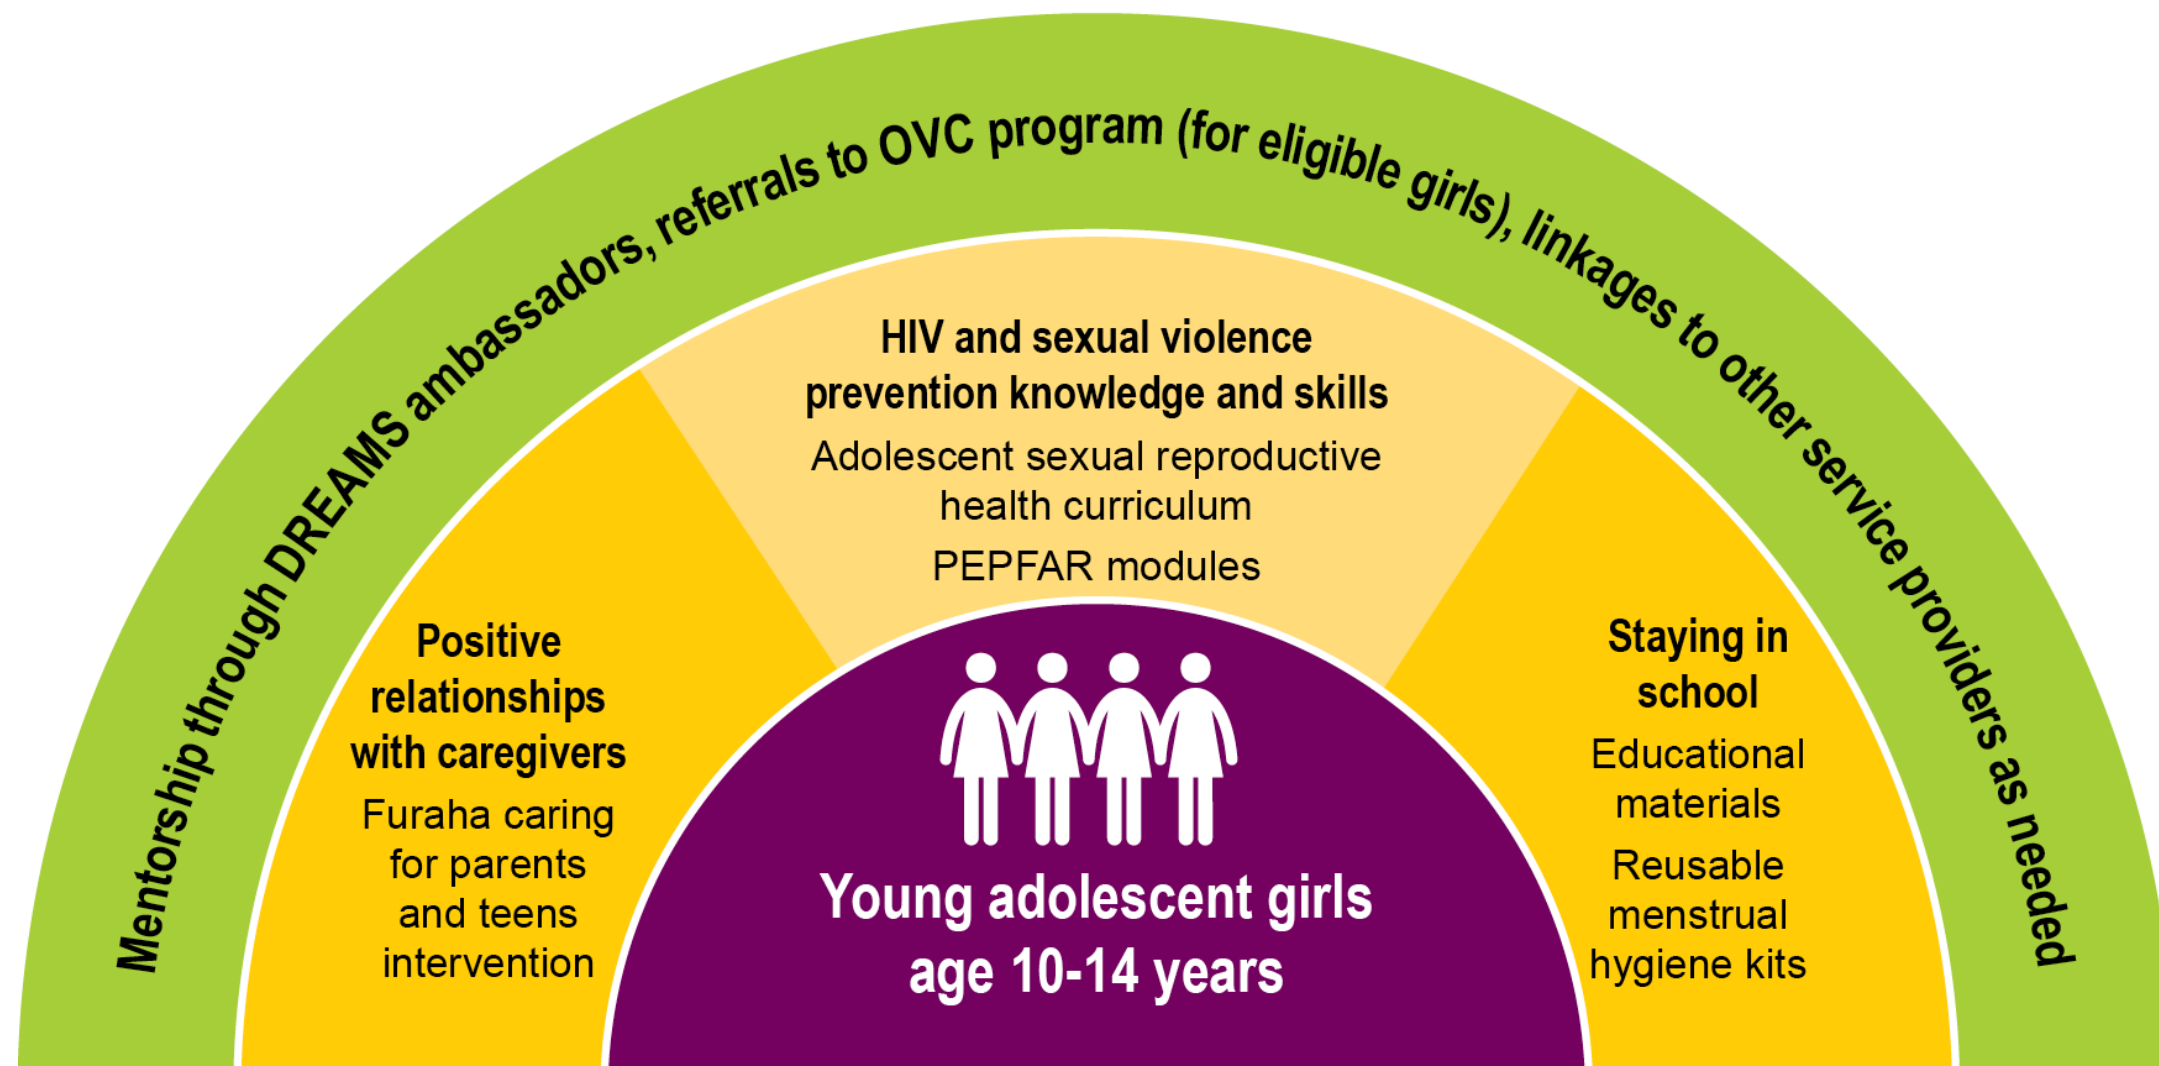 Mentorship through DREAMS ambassadors, referrals to OVC program (for eligible girls), linkages to other service providers as needed
HIV and sexual violence
prevention knowledge and skills
Adolescent sexual reproductive
health curriculum
PEPFAR modules
Positive
relationships
with caregivers
Furaha caring
for parents
and teens
intervention
Staying in
school
Educational
materials
Reusable
menstrual
hygiene kits
Young adolescent girls
age 10-14 years